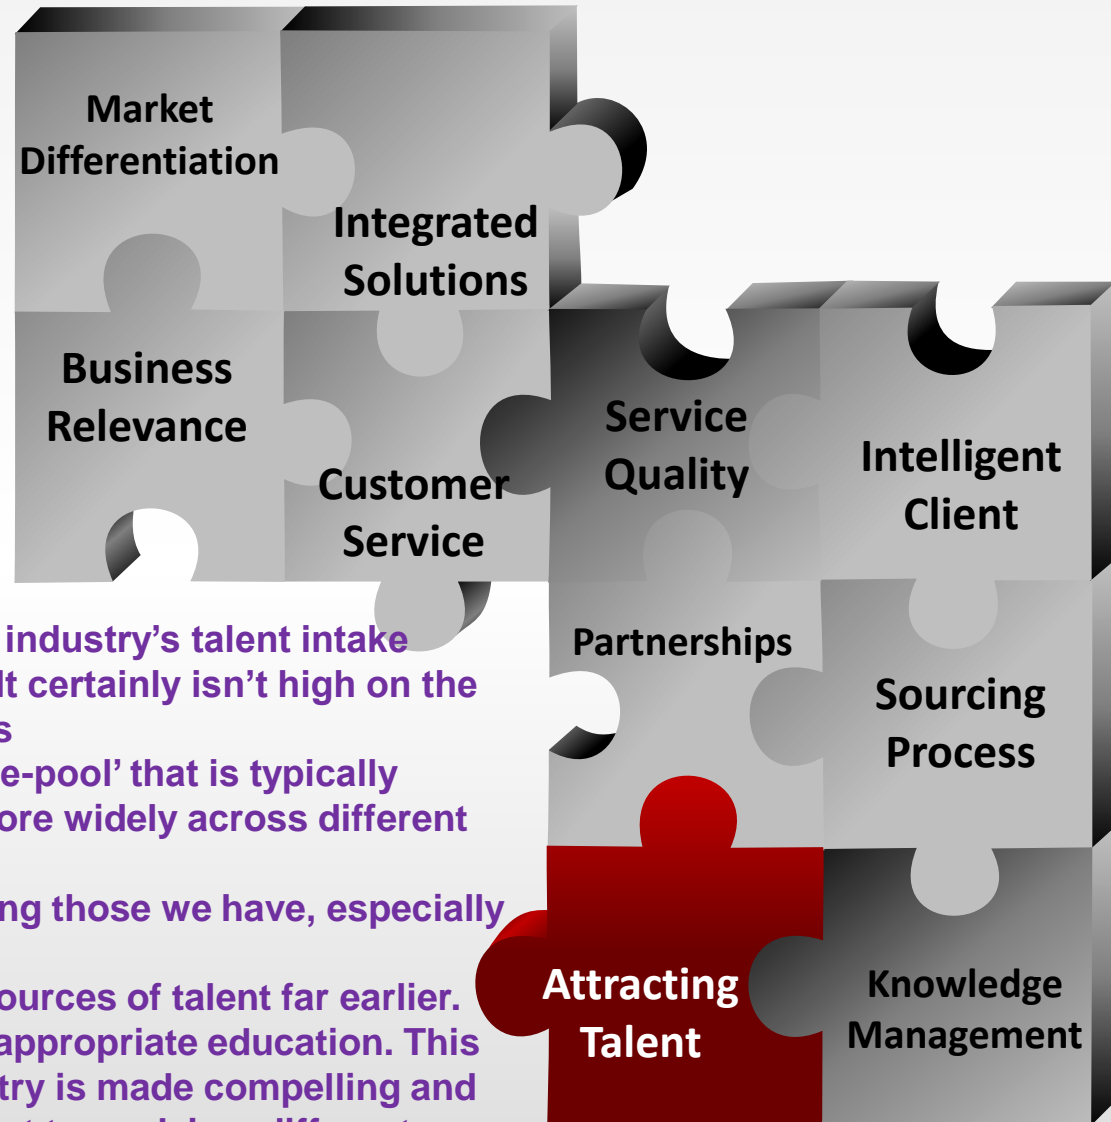 Market
Differentiation
Integrated
Solutions
Business
Relevance
Customer
Service
Service
Quality
Intelligent
Client
Partnerships
Sourcing
Process
industry’s talent intake
It certainly isn’t high on the
e-pool’ that is typically
ore widely across different
ng those we have, especially
ources of talent far earlier.
appropriate education. This
try is made compelling and
Attracting
Talent
Knowledge
Management